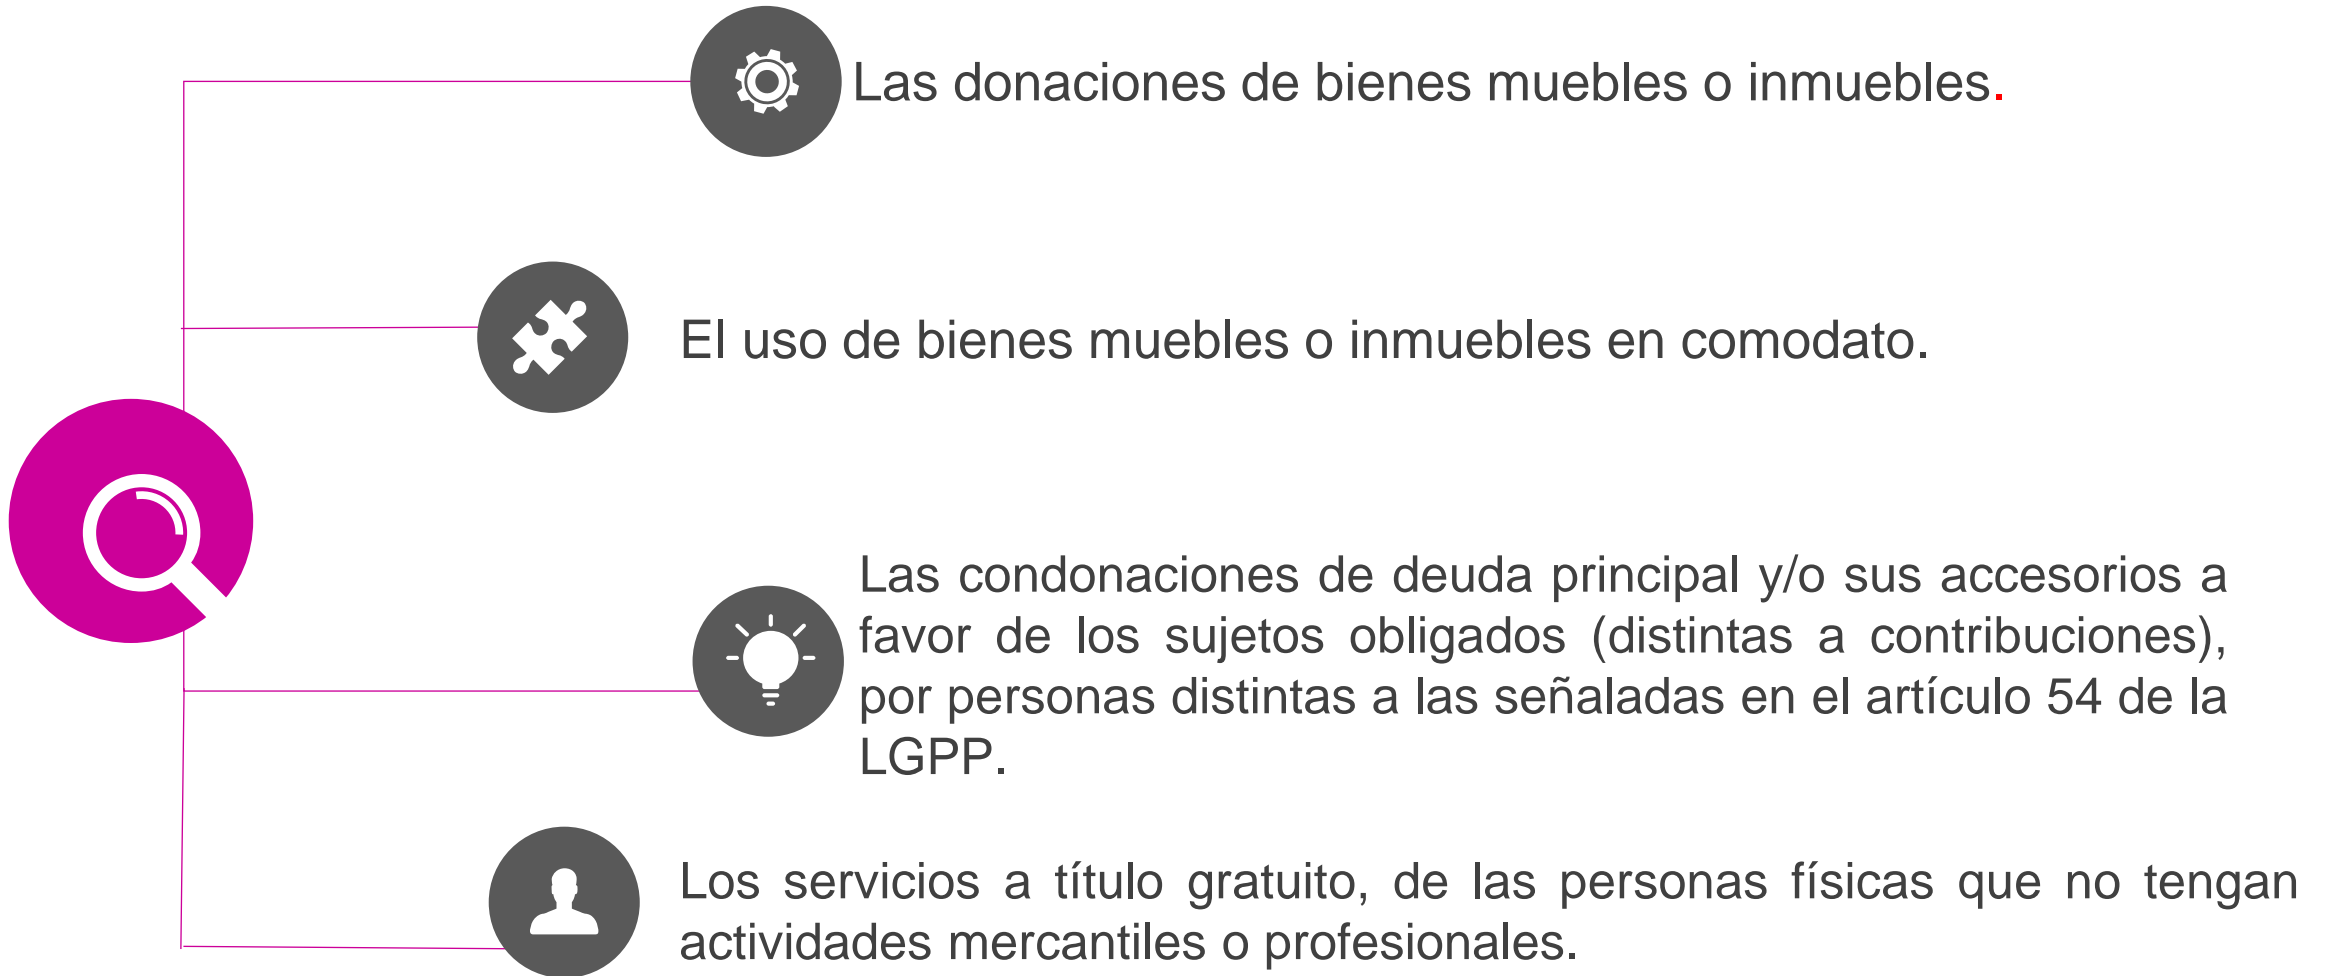 Las donaciones de bienes muebles o inmuebles.
El uso de bienes muebles o inmuebles en comodato.
Las condonaciones de deuda principal y/o sus accesorios a
favor de los sujetos obligados (distintas a contribuciones),
por personas distintas a las señaladas en el artículo 54 de la
LGPP.
Los servicios a título gratuito, de las personas físicas que no tengan
actividades mercantiles o profesionales.